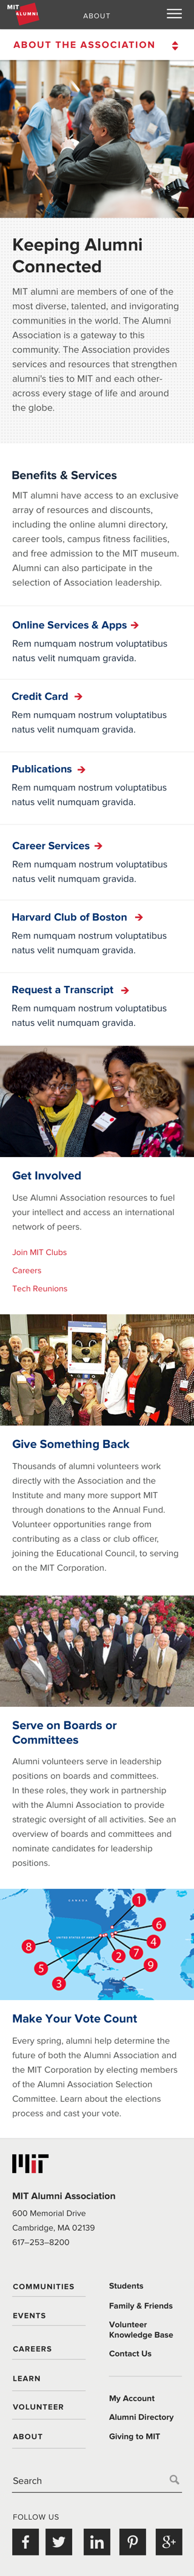 MIT
ALUMNI
ABOUT
ABOUT THE ASSOCIATION
Keeping Alumni
Connected
MIT alumni are members of one of the
most diverse, talented, and invigorating
communities in the world. The Alumni
Association is a gateway to this
community. The Association provides
services and resources that strengthen
alumni's ties to MIT and each other-
across every stage of life and around
the globe.
Benefits & Services
MIT alumni have access to an exclusive
array of resources and discounts,
including the online alumni directory,
career tools, campus fitness facilities,
and free admission to the MIT museum.
Alumni can also participate in the
selection of Association leadership.
Online Services & Apps
Rem numquam nostrum voluptatibus
natus velit numquam gravida.
Credit Card
Rem numquam nostrum voluptatibus
natus velit numquam gravida.
Publications
Rem numquam nostrum voluptatibus
natus velit numquam gravida.
Career Services
Rem numquam nostrum voluptatibus
natus velit numquam gravida.
Harvard Club of Boston
Rem numquam nostrum voluptatibus
natus velit numquam gravida.
Request a Transcript
Rem numquam nostrum voluptatibus
natus velit numquam gravida.
Get Involved
Use Alumni Association resources to fuel
your intellect and access an international
network of peers.
Join MIT Clubs
Careers
Tech Reunions
Give Something Back
Thousands of alumni volunteers work
directly with the Association and the
Institute and many more support MIT
through donations to the Annual Fund.
Volunteer opportunities range from
contributing as a class or club officer,
joining the Educational Council, to serving
on the MIT Corporation.
Serve on Boards or
Committees
Alumni volunteers serve in leadership
positions on boards and committees.
In these roles, they work in partnership
with the Alumni Association to provide
strategic oversight of all activities. See an
overview of boards and committees and
nominate candidates for leadership
positions.
CANADA
1
6
4
8
7
2
9
5
3
Make Your Vote Count
Every spring, alumni help determine the
future of both the Alumni Association and
the MIT Corporation by electing members
of the Alumni Association Selection
Committee. Learn about the elections
process and cast your vote.
MIT
MIT Alumni Association
600 Memorial Drive
Cambridge, MA 02139
617–253–8200
COMMUNITIES
EVENTS
CAREERS
LEARN
VOLUNTEER
ABOUT
Students
Family & Friends
Volunteer
Knowledge Base
Contact Us
My Account
Alumni Directory
Giving to MIT
Search
FOLLOW US